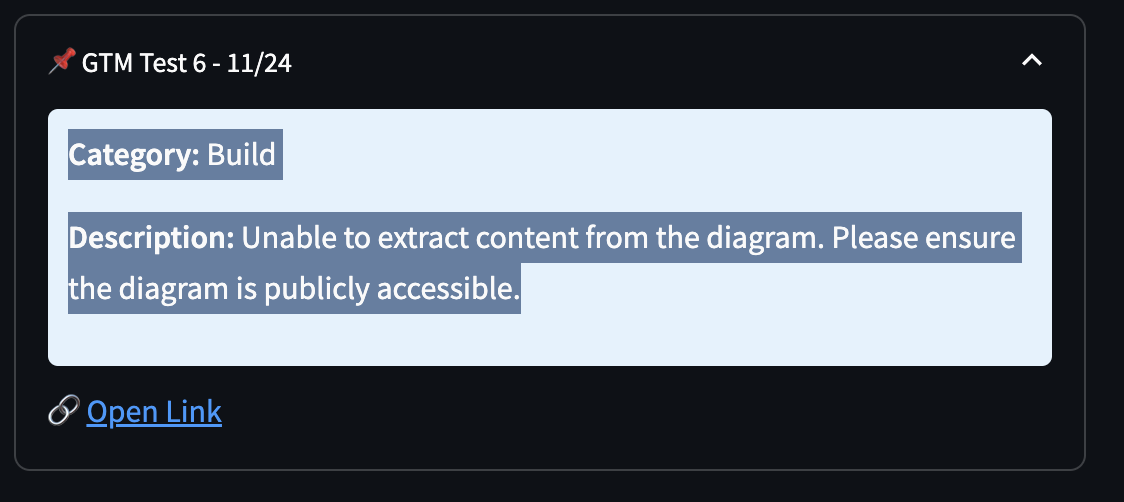 📌 GTM Test 6 - 11/24
Category: Build
Description: Unable to extract content from the diagram. Please ensure
the diagram is publicly accessible.
🔗 Open Link